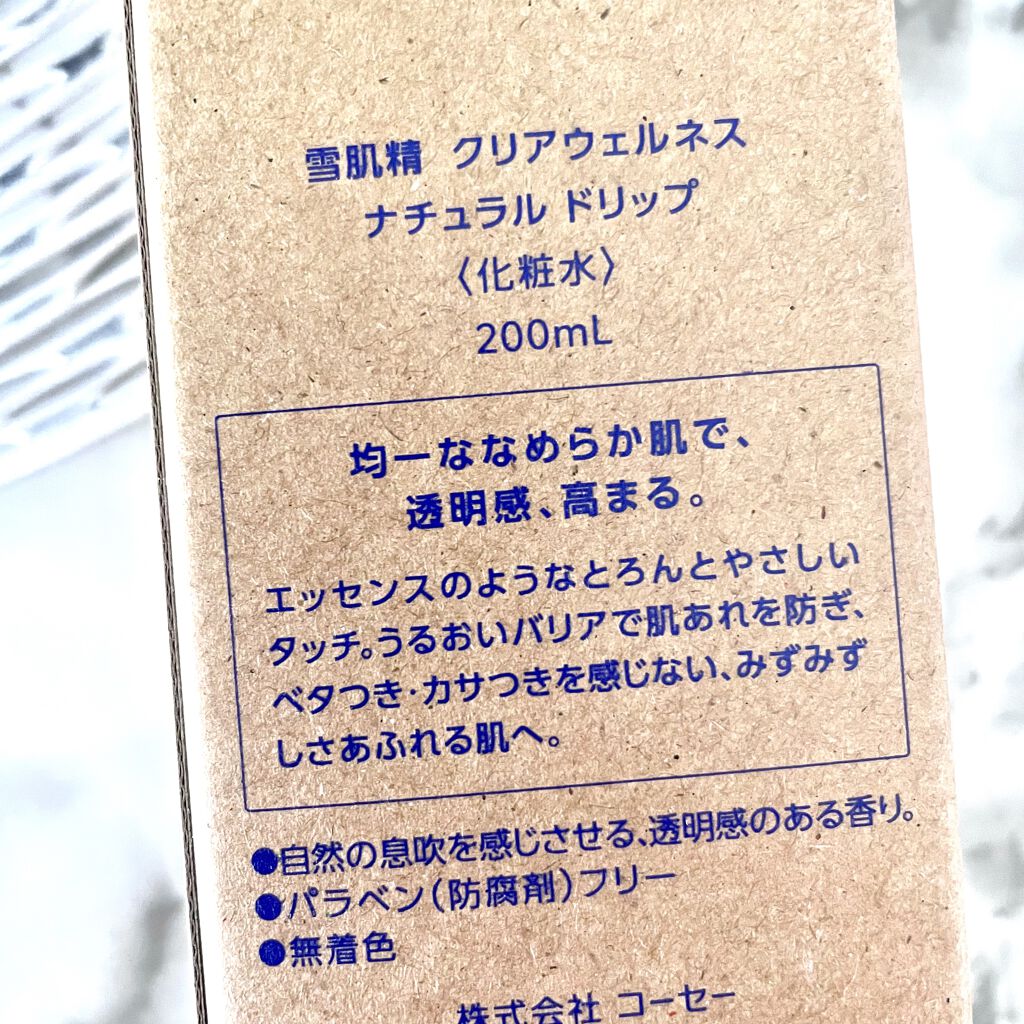 雪肌精 クリアウェルネス
ナチュラル ドリップ
〈化粧水〉
200mL
均一ななめらか肌で、
透明感、高まる。
エッセンスのようなとろんとやさしい
タッチ。うるおいバリアで肌あれを防ぎ、
ベタつき・カサつきを感じない、みずみず
しさあふれる肌へ。
●自然の息吹を感じさせる、透明感のある香り。
●パラベン(防腐剤)フリー
●無着色
株式会社 コーセー